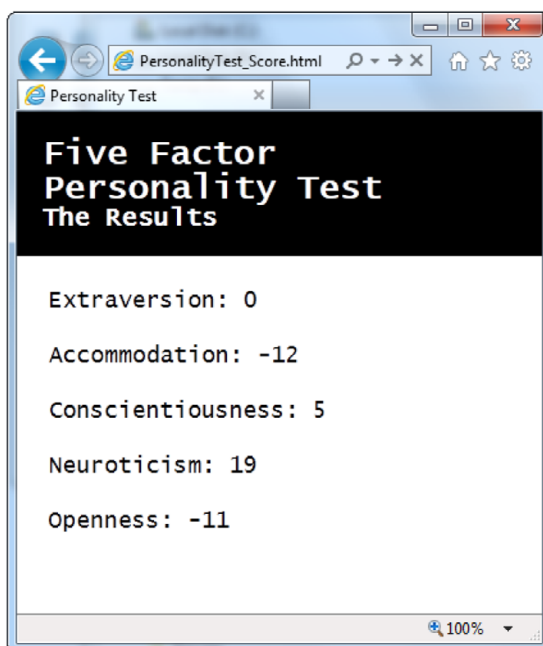 PersonalityTest_Score.html
Personality Test
Five Factor
Personality Test
The Results
Extraversion: 0
Accommodation: -12
Conscientiousness: 5
Neuroticism: 19
Openness: -11
100%